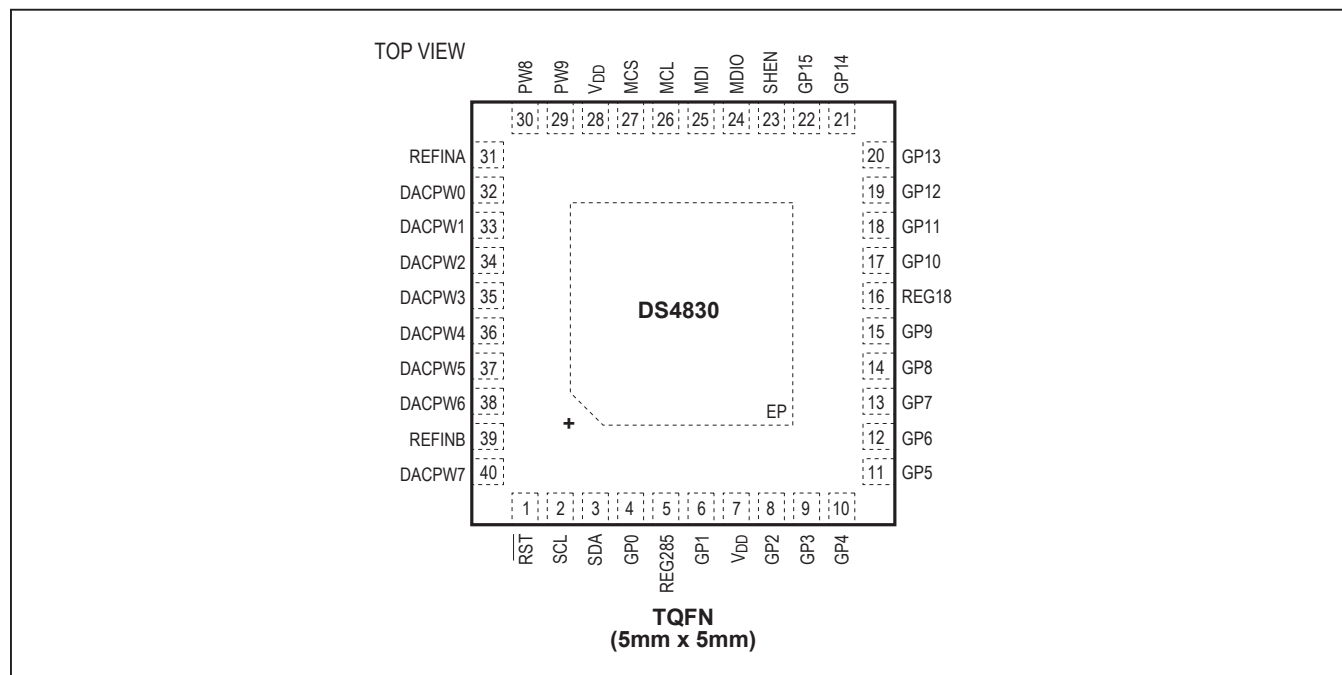 TOP VIEW
PW8 PW9 VDD MCS MCL MDI MDIO SHEN GP15 GP14
30 29 28 27 26 25 24 23 22 21
REFINA 31 20 GP13
DACPW0 32 19 GP12
DACPW1 33 18 GP11
DACPW2 34 17 GP10
DACPW3 35 16 REG18
DS4830
DACPW4 36 15 GP9
DACPW5 37 14 GP8
DACPW6 38 13 GP7
EP
+
REFINB 39 12 GP6
DACPW7 40 11 GP5
1 2 3 4 5 6 7 8 9 10
RST SCL SDA GP0 REG285 GP1 VDD GP2 GP3 GP4
TQFN
(5mm x 5mm)